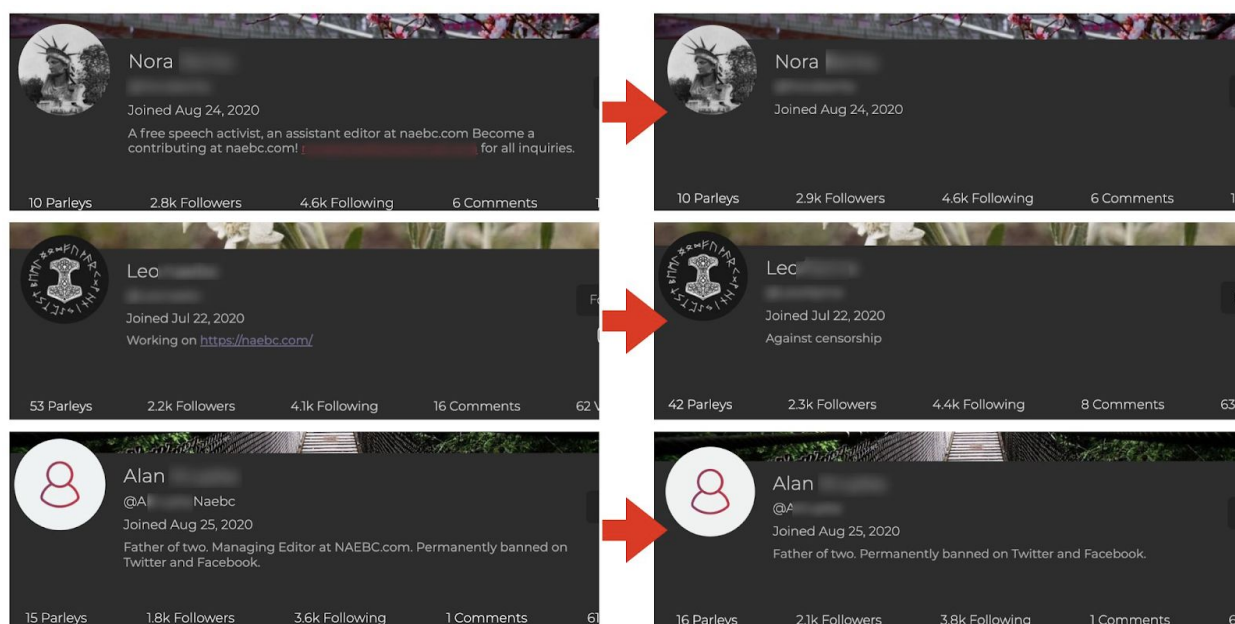 Nora
Joined Aug 24, 2020
A free speech activist, an assistant editor at naebc.com Become a
contributing at naebc.com! for all inquiries.
10 Parleys 2.8k Followers 4.6k Following 6 Comments
Nora
Joined Aug 24, 2020
10 Parleys 2.9k Followers 4.6k Following 6 Comments
Leo
Joined Jul 22, 2020
Working on https://naebc.com/
53 Parleys 2.2k Followers 4.1k Following 16 Comments 62
Leo
Joined Jul 22, 2020
Against censorship
42 Parleys 2.3k Followers 4.4k Following 8 Comments 63
Alan
@A Naebc
Joined Aug 25, 2020
Father of two. Managing Editor at NAEBC.com. Permanently banned on
Twitter and Facebook.
15 Parleys 1.8k Followers 3.6k Following 1 Comments 61
Alan
@A
Joined Aug 25, 2020
Father of two. Permanently banned on Twitter and Facebook.
16 Parleys 2.1k Followers 3.8k Following 1 Comments